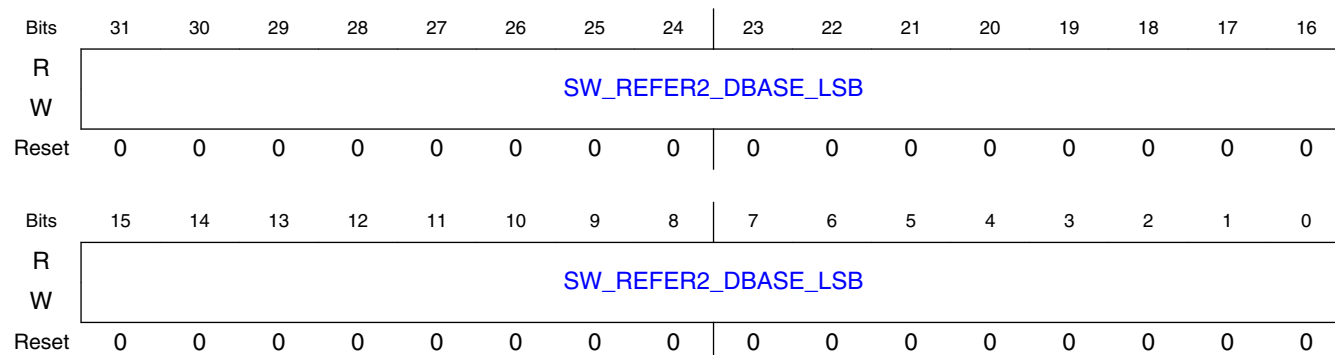 Bits 31 30 29 28 27 26 25 24 23 22 21 20 19 18 17 16
R
SW_REFER2_DBASE_LSB
W
Reset 0 0 0 0 0 0 0 0 0 0 0 0 0 0 0 0
Bits 15 14 13 12 11 10 9 8 7 6 5 4 3 2 1 0
R
SW_REFER2_DBASE_LSB
W
Reset 0 0 0 0 0 0 0 0 0 0 0 0 0 0 0 0